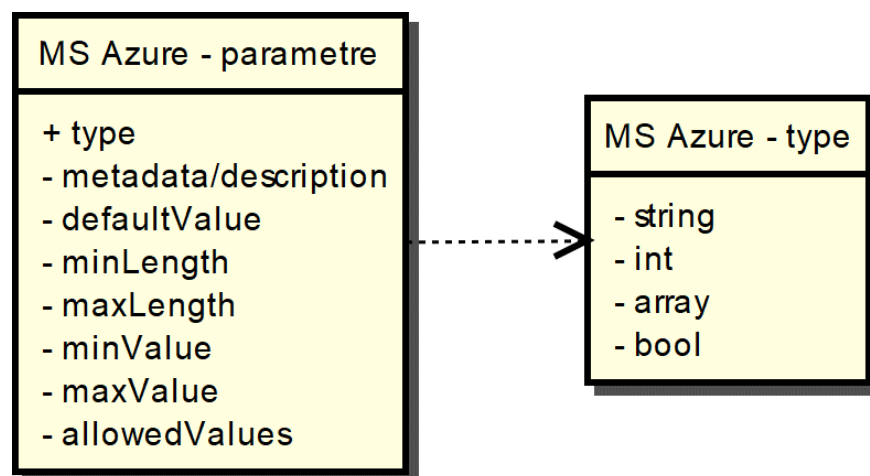 MS Azure - parametre
+ type
- metadata/description
- defaultValue
- minLength
- maxLength
- minValue
- maxValue
- allowedValues
MS Azure - type
- string
- int
- array
- bool